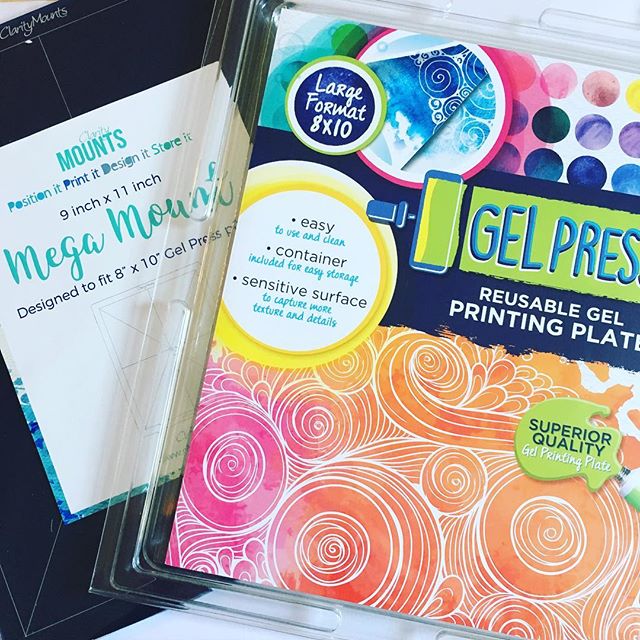 ClarityMounts
Clarity
MOUNTS
Position it Print it Design it Store it
9 inch x 11 inch
Mega Mount
Designed to fit 8" x 10" Gel Press p
Large
Format
8X10
• easy
to use and clean
• container
included for easy storage
• sensitive surface
to capture more
texture and details
GEL PRES
REUSABLE GEL
PRINTING PLATE
SUPERIOR
QUALITY
Gel Printing Plate